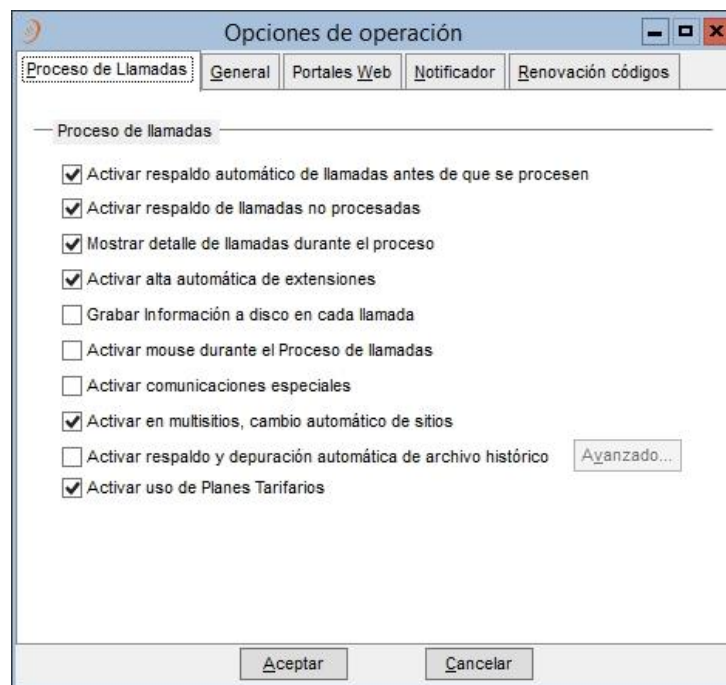 Opciones de operación
Proceso de Llamadas General Portales Web Notificador Renovación códigos
Proceso de llamadas
Activar respaldo automático de llamadas antes de que se procesen
Activar respaldo de llamadas no procesadas
Mostrar detalle de llamadas durante el proceso
Activar alta automática de extensiones
Grabar Información a disco en cada llamada
Activar mouse durante el Proceso de llamadas
Activar comunicaciones especiales
Activar en multisitios, cambio automático de sitios
Activar respaldo y depuración automática de archivo histórico Avanzado...
Activar uso de Planes Tarifarios
Aceptar Cancelar